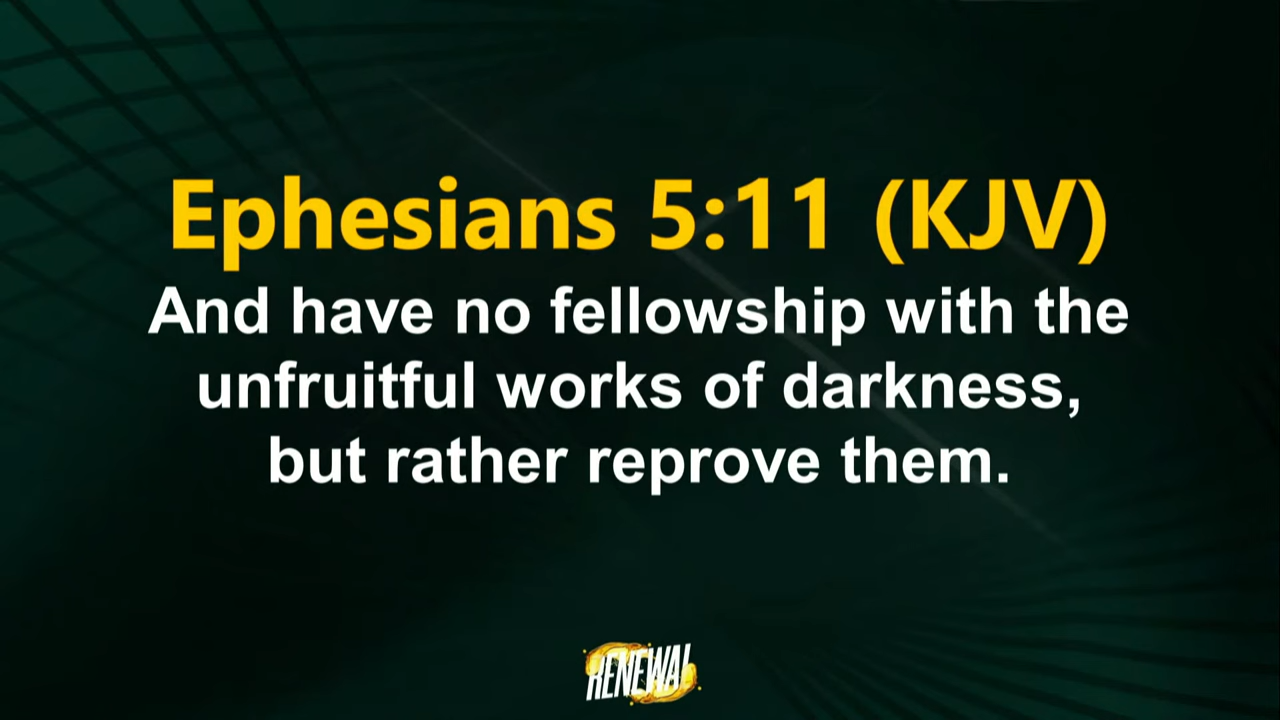 Ephesians 5:11 (KJV)
And have no fellowship with the
unfruitful works of darkness,
but rather reprove them.
RENEWAL